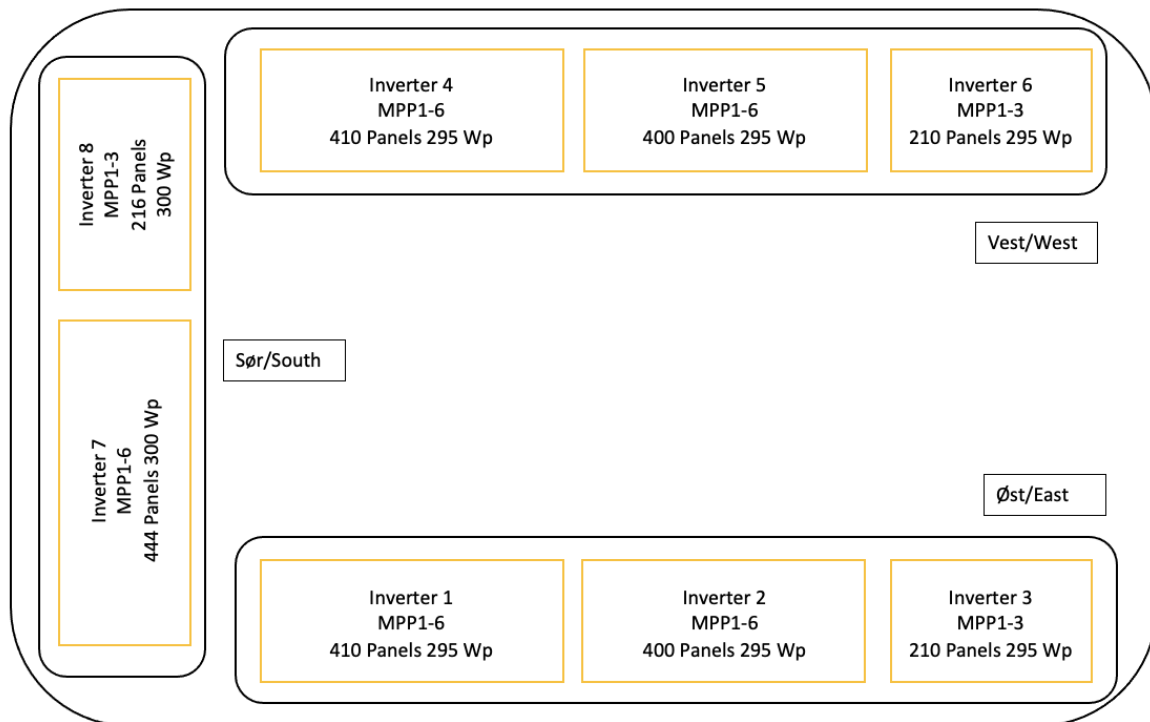 Inverter 4
MPP1-6
410 Panels 295 Wp
Inverter 5
MPP1-6
400 Panels 295 Wp
Inverter 6
MPP1-3
210 Panels 295 Wp
Inverter 8
MPP1-3
216 Panels
300 Wp
Vest/West
Sør/South
Inverter 7
MPP1-6
444 Panels 300 Wp
Øst/East
Inverter 1
MPP1-6
410 Panels 295 Wp
Inverter 2
MPP1-6
400 Panels 295 Wp
Inverter 3
MPP1-3
210 Panels 295 Wp